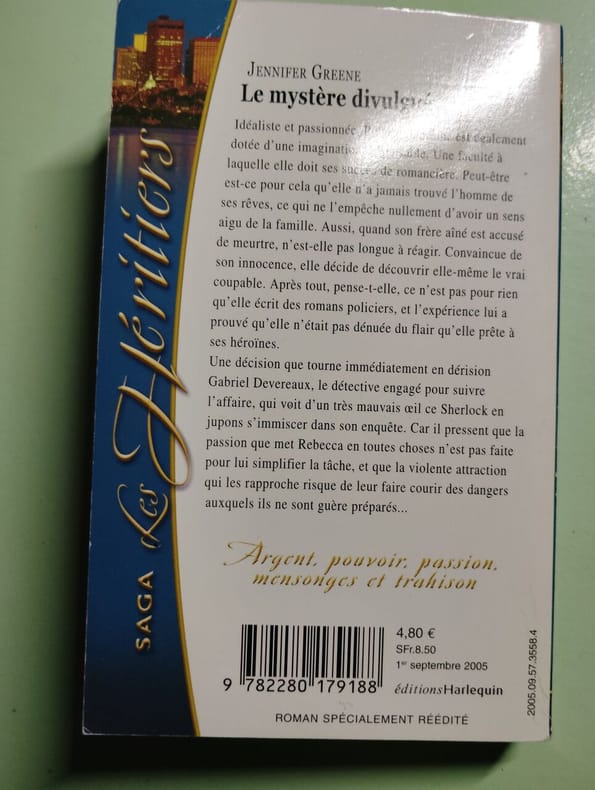 SAGA Les Héritiers
JENNIFER GREENE
Le mystère divulgué
Idéaliste et passionnée, est également
dotée d'une imagination Une faculté à
laquelle elle doit ses succès de romancière. Peut-être
est-ce pour cela qu'elle n'a jamais trouvé l'homme de
ses rêves, ce qui ne l'empêche nullement d'avoir un sens
aigu de la famille. Aussi, quand son frère aîné est accusé
de meurtre, n'est-elle pas longue à réagir. Convaincue de
son innocence, elle décide de découvrir elle-même le vrai
coupable. Après tout, pense-t-elle, ce n'est pas pour rien
qu'elle écrit des romans policiers, et l'expérience lui a
prouvé qu'elle n'était pas dénuée du flair qu'elle prête à
ses héroïnes.
Une décision que tourne immédiatement en dérision
Gabriel Devereaux, le détective engagé pour suivre
l'affaire, qui voit d'un très mauvais œil ce Sherlock en
jupons s'immiscer dans son enquête. Car il pressent que la
passion que met Rebecca en toutes choses n'est pas faite
pour lui simplifier la tâche, et que la violente attraction
qui les rapproche risque de leur faire courir des dangers
auxquels ils ne sont guère préparés...
Argent, pouvoir, passion,
mensonges et trahison
4,80 €
SFr.8.50
1er septembre 2005
9 782280 179188
éditionsHarlequin
2005.09.57.3558.4
ROMAN SPÉCIALEMENT RÉÉDITÉ